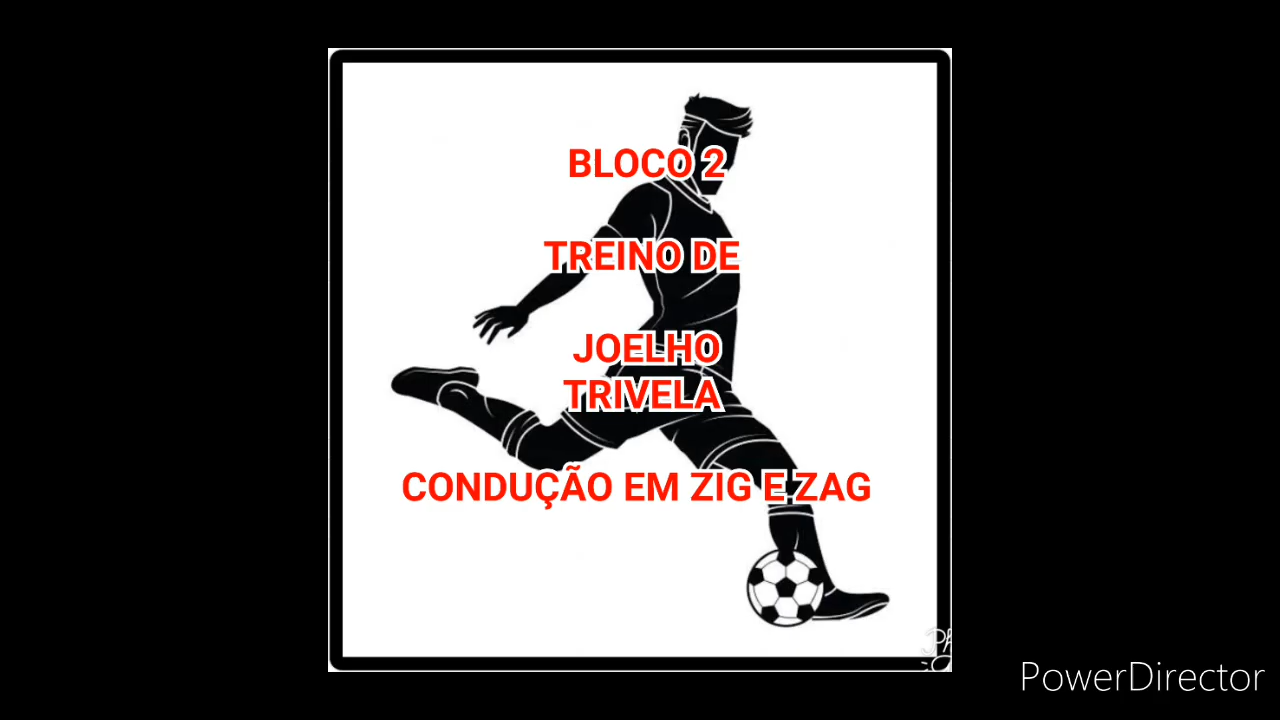 BLOCO 2
TREINO DE
JOELHO
TRIVELA
CONDUÇÃO EM ZIG E ZAG
PowerDirector